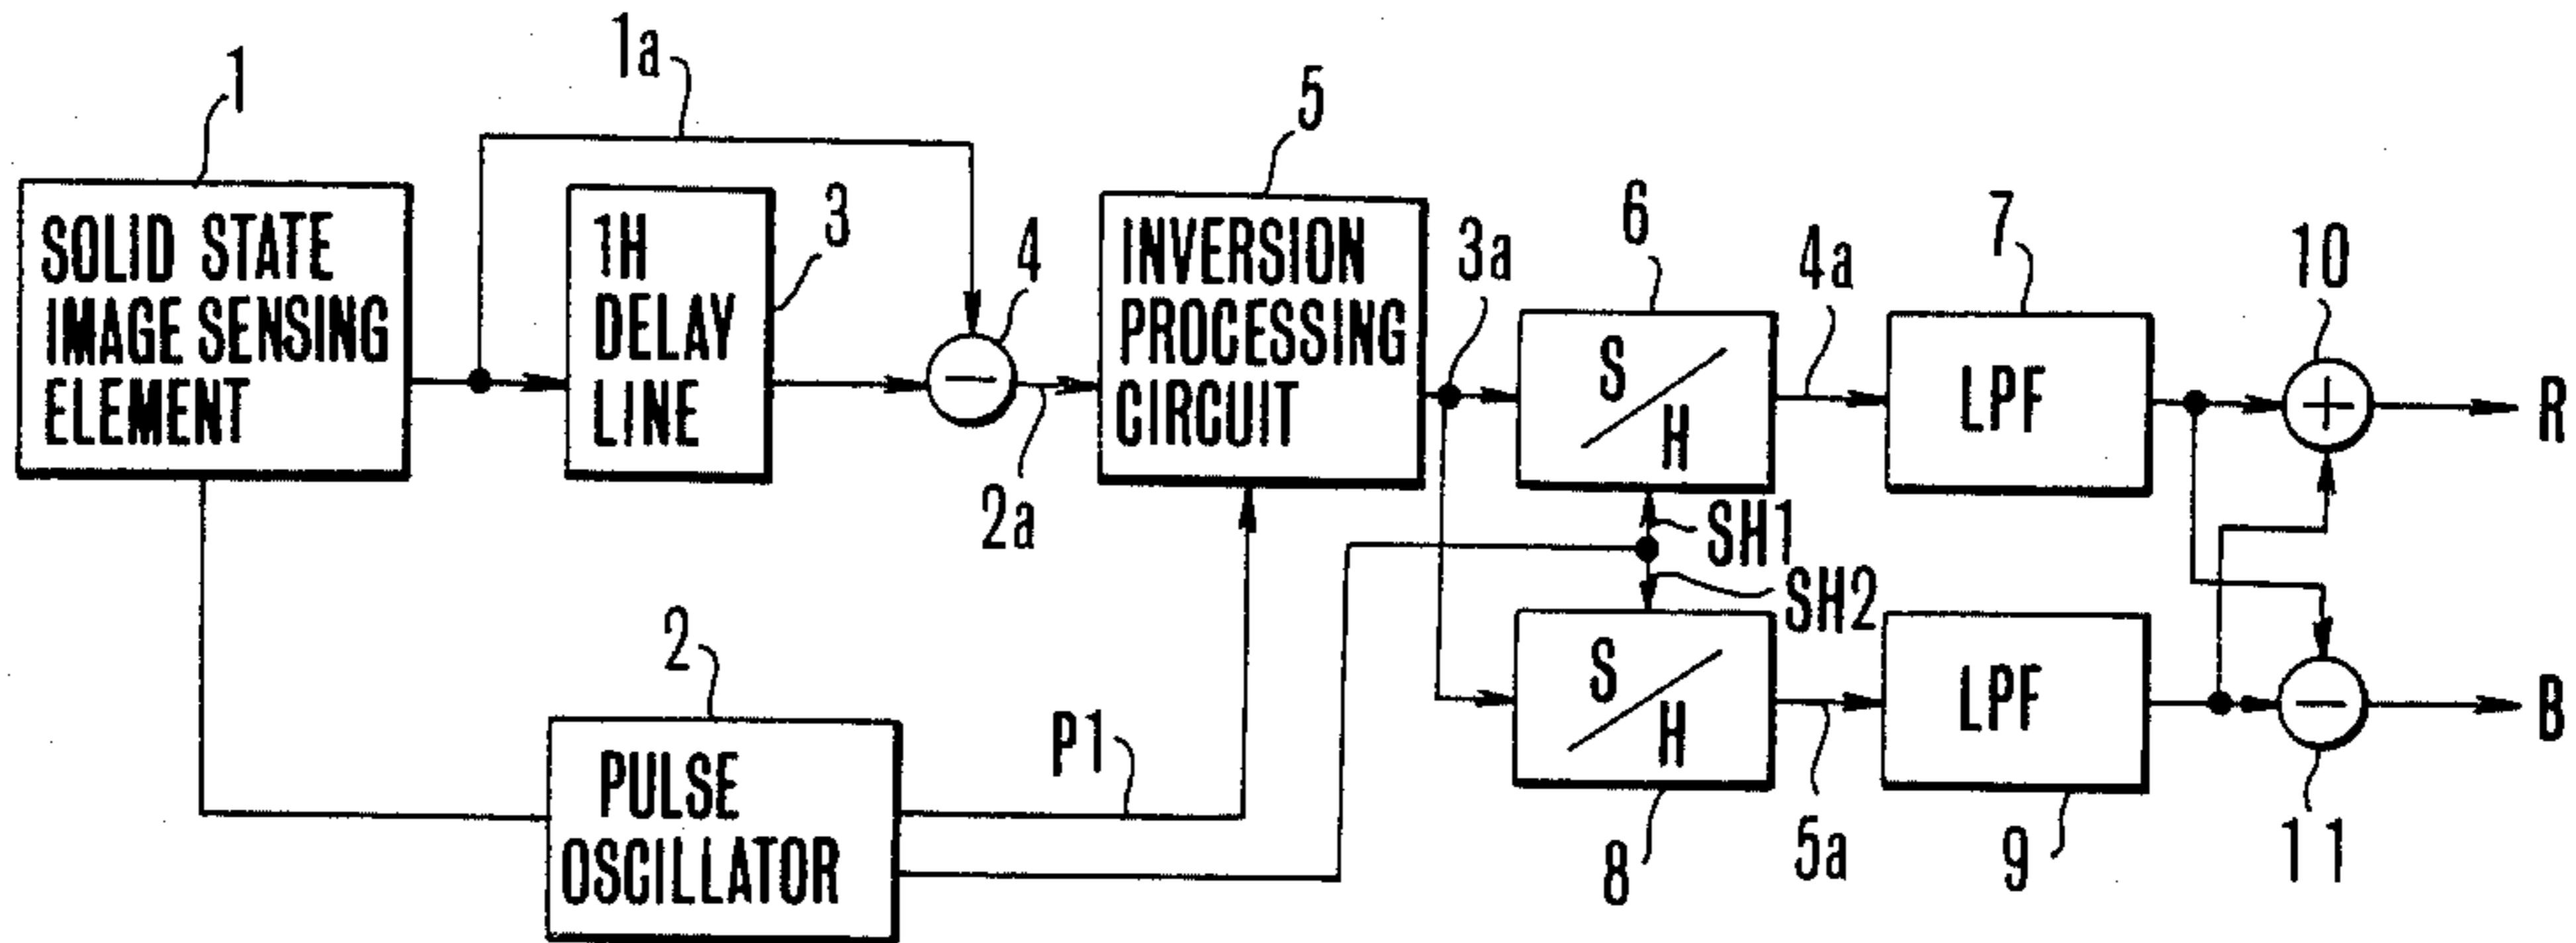 1
1a
5
SOLID STATE
IMAGE SENSING
ELEMENT
1H
DELAY
LINE
3
4
2a
INVERSION
PROCESSING
CIRCUIT
3a
6
S/H
4a
7
LPF
10
R
SH1
SH2
2
PULSE
OSCILLATOR
P1
S/H
8
5a
LPF
9
11
B